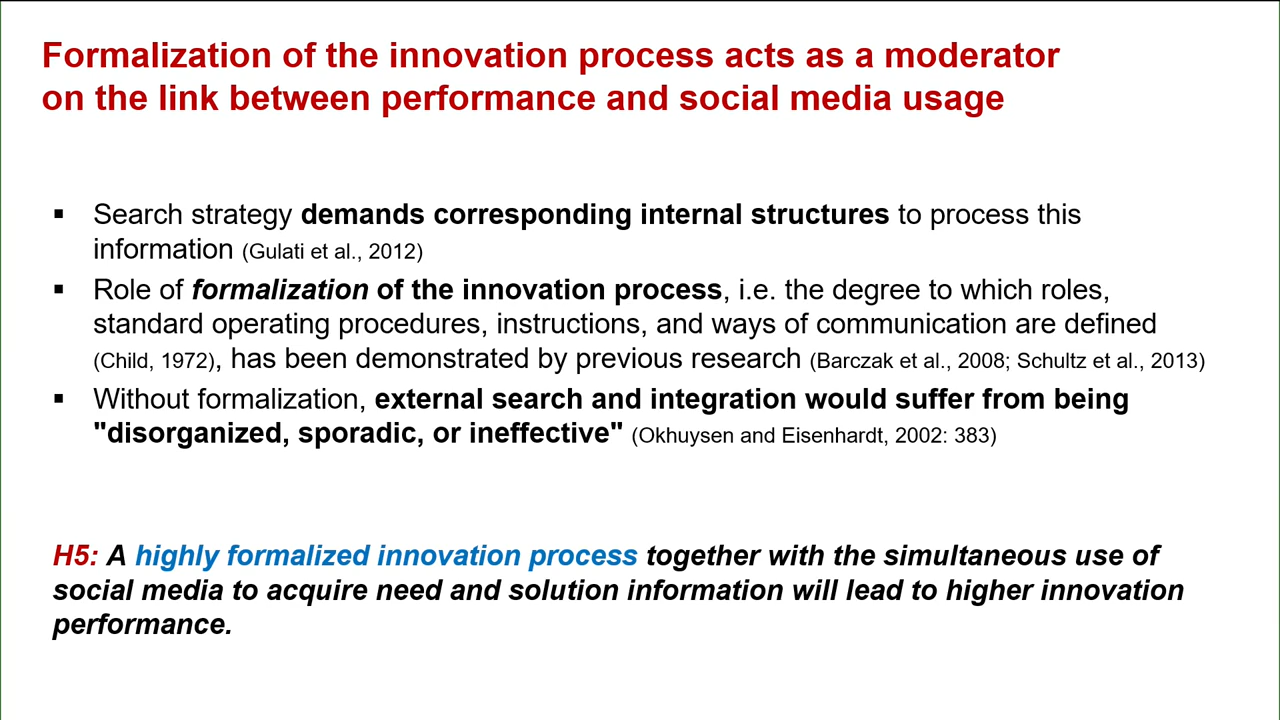 Formalization of the innovation process acts as a moderator
on the link between performance and social media usage
▪ Search strategy demands corresponding internal structures to process this
information (Gulati et al., 2012)
▪ Role of formalization of the innovation process, i.e. the degree to which roles,
standard operating procedures, instructions, and ways of communication are defined
(Child, 1972), has been demonstrated by previous research (Barczak et al., 2008; Schultz et al., 2013)
▪ Without formalization, external search and integration would suffer from being
"disorganized, sporadic, or ineffective" (Okhuysen and Eisenhardt, 2002: 383)
H5: A highly formalized innovation process together with the simultaneous use of
social media to acquire need and solution information will lead to higher innovation
performance.